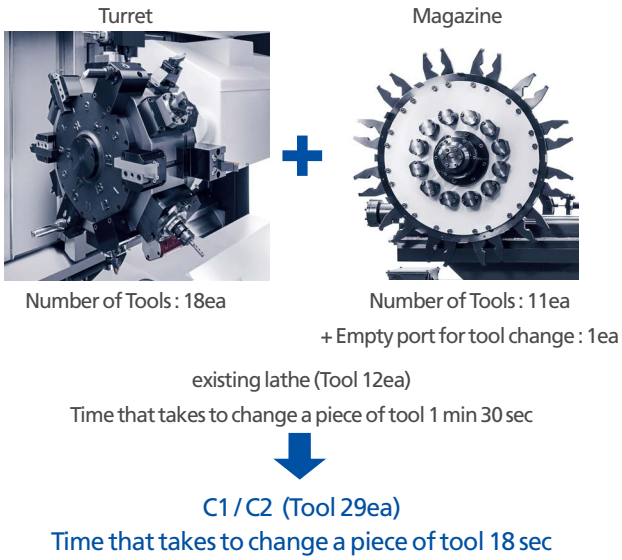 Turret
Magazine
Number of Tools : 18ea
Number of Tools : 11ea
+ Empty port for tool change : 1ea
existing lathe (Tool 12ea)
Time that takes to change a piece of tool 1 min 30 sec
C1 / C2 (Tool 29ea)
Time that takes to change a piece of tool 18 sec